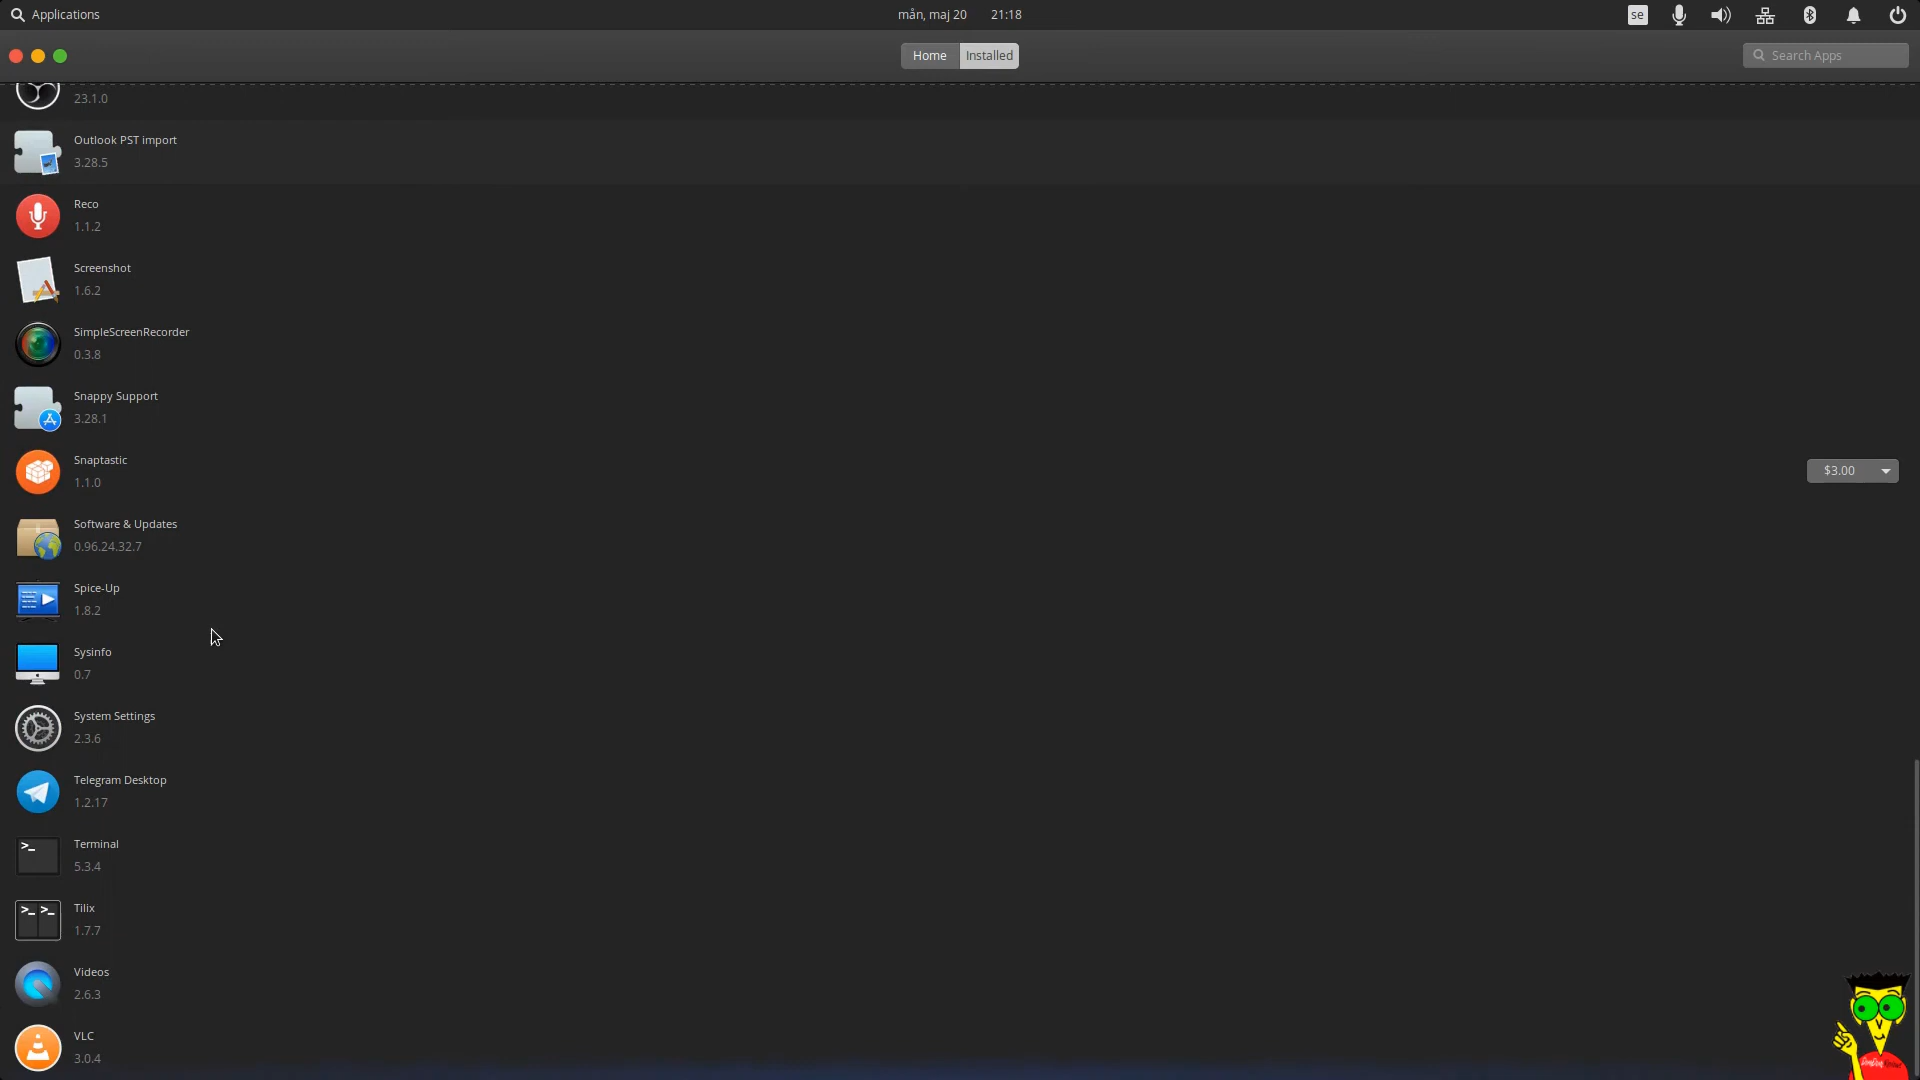 Applications
mån, maj 20 21:18
se
Home Installed
Search Apps
23.1.0
Outlook PST import
3.28.5
Reco
1.1.2
Screenshot
1.6.2
SimpleScreenRecorder
0.3.8
Snappy Support
3.28.1
Snaptastic
1.1.0
$3.00
Software & Updates
0.96.24.32.7
Spice-Up
1.8.2
Sysinfo
0.7
System Settings
2.3.6
Telegram Desktop
1.2.17
>_
Terminal
5.3.4
>_ >_
Tilix
1.7.7
Videos
2.6.3
VLC
3.0.4